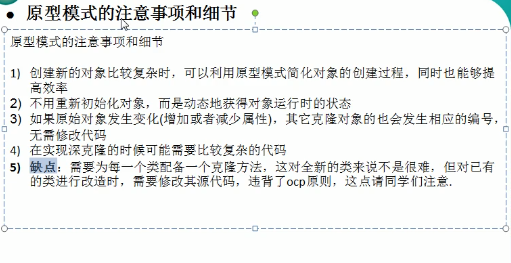 ● 原型模式的注意事项和细节
原型模式的注意事项和细节
1) 创建新的对象比较复杂时，可以利用原型模式简化对象的创建过程，同时也能够提
高效率
2) 不用重新初始化对象，而是动态地获得对象运行时的状态
3) 如果原始对象发生变化(增加或者减少属性)，其它克隆对象的也会发生相应的编号，
无需修改代码
4) 在实现深克隆的时候可能需要比较复杂的代码
5) 缺点：需要为每一个类配备一个克隆方法，这对全新的类来说不是很难，但对已有
的类进行改造时，需要修改其源代码，违背了ocp原则，这点请同学们注意.